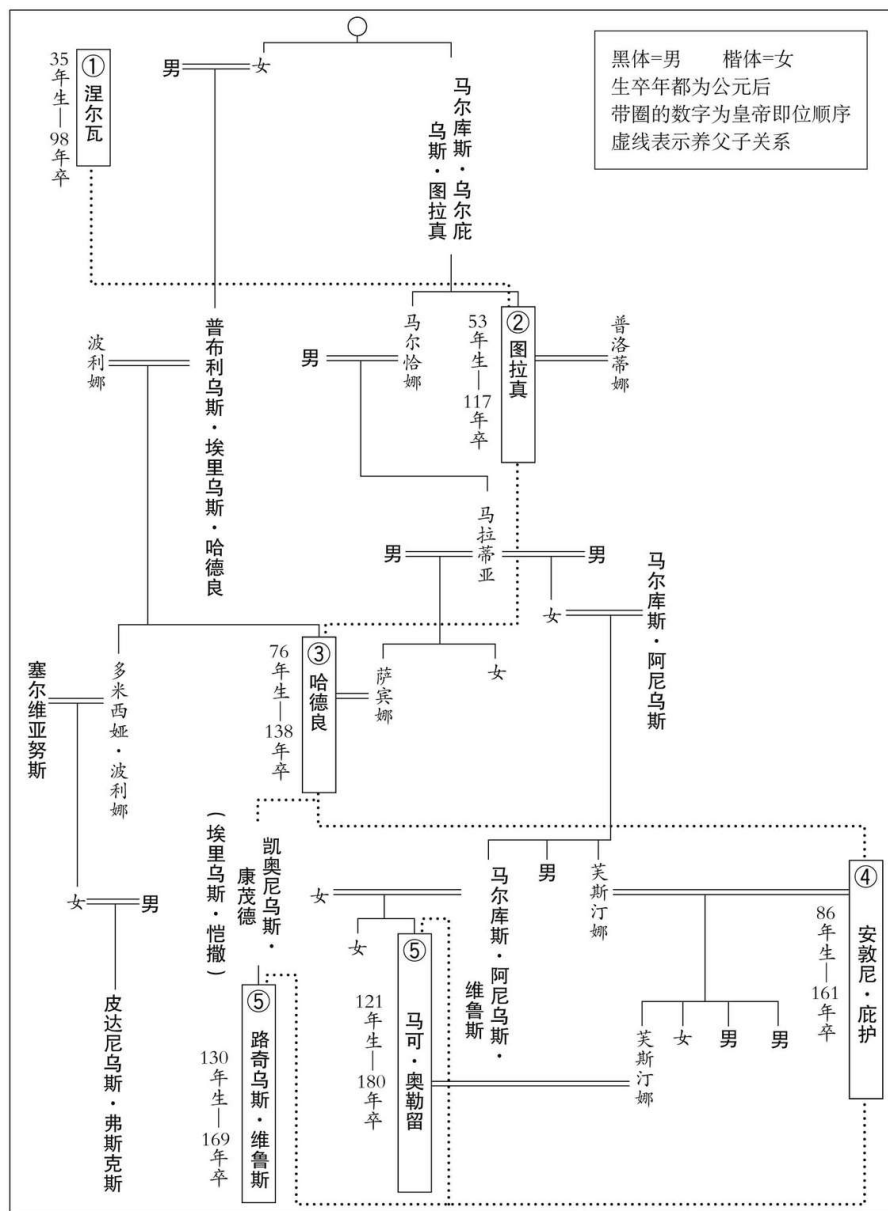 黑体=男 楷体=女
生卒年都为公元后
带圈的数字为皇帝即位顺序
虚线表示养父子关系
①涅尔瓦
35年生—98年卒
男
女
马尔库斯·乌尔庇
乌斯·图拉真
波利娜
普布利乌斯·埃里乌斯·哈德良
男
马尔恰娜
②图拉真
53年生—117年卒
普洛蒂娜
男
马拉蒂亚
男
女
马尔库斯·阿尼乌斯
塞尔维亚努斯
多米西娅·波利娜
③哈德良
76年生—138年卒
萨宾娜
女
女
男
皮达尼乌斯·弗斯克斯
凯奥尼乌斯·
康茂德
(埃里乌斯·恺撒)
⑤路奇乌斯·维鲁斯
130年生—169年卒
女
女
⑤马可·奥勒留
121年生—180年卒
马尔库斯·阿尼乌斯·
维鲁斯
男
芙斯汀娜
④安敦尼·庇护
86年生—161年卒
芙斯汀娜
女
男
男